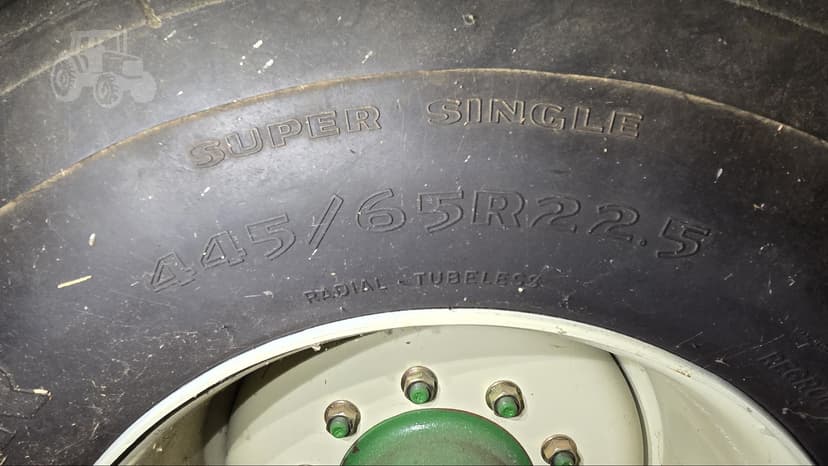 SUPER SINGLE
445/65R22.5
RADIAL - TUBELESS